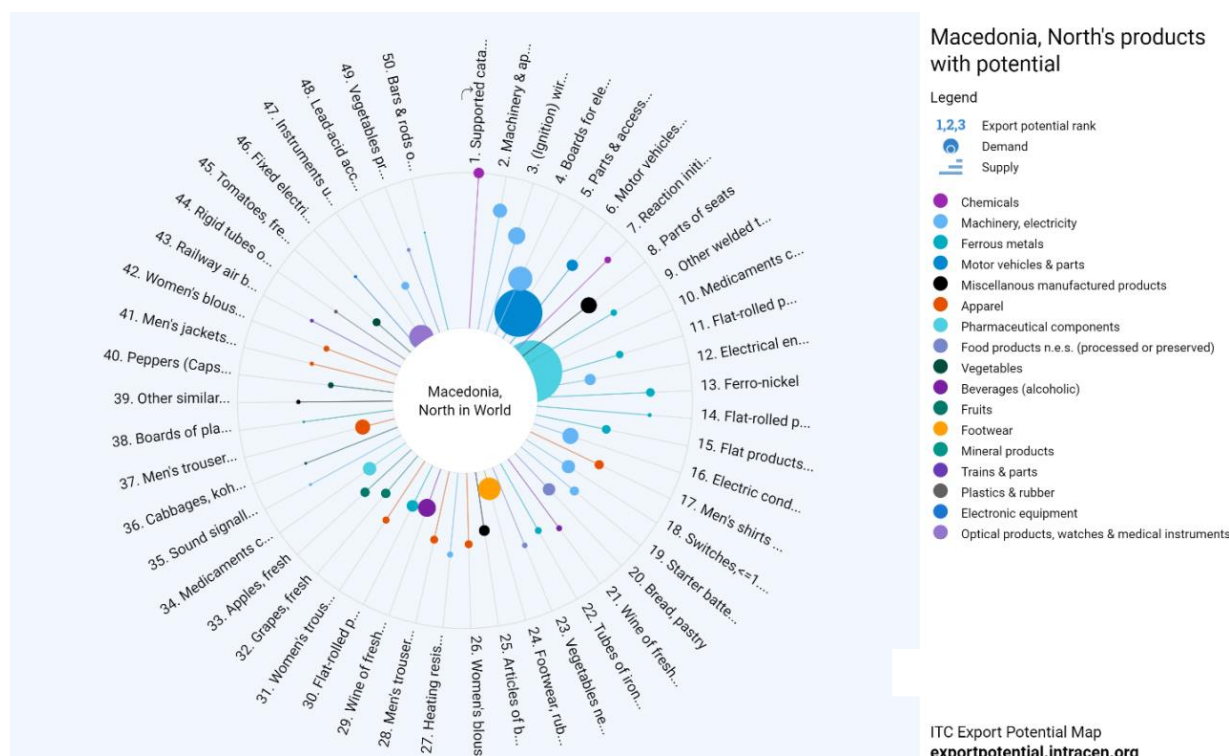 1. Supported cata...
2. Machinery & ap...
3. (Ignition) wir...
4. Boards for ele...
5. Parts & access...
6. Motor vehicles...
7. Reaction initi...
8. Parts of seats
9. Other welded t...
10. Medicaments c...
11. Flat-rolled p...
12. Electrical en...
13. Ferro-nickel
14. Flat-rolled p...
15. Flat products...
16. Electric cond...
17. Men's shirts ...
18. Switches,<=1....
19. Starter batte...
20. Bread, pastry
21. Wine of fresh...
22. Tubes of iron...
23. Vegetables ne...
24. Footwear, rub...
25. Articles of b...
26. Women's blous
27. Heating resis...
28. Men's trouser...
29. Wine of fresh...
30. Flat-rolled p...
31. Women's trous...
32. Grapes, fresh
33. Apples, fresh
34. Medicaments c...
35. Sound signall...
36. Cabbages, koh...
37. Men's trouser...
38. Boards of pla...
39. Other similar...
40. Peppers (Caps...
41. Men's jackets...
42. Women's blous...
43. Railway air b...
44. Rigid tubes o...
45. Tomatoes, fre...
46. Fixed electri...
47. Instruments u...
48. Lead-acid acc...
49. Vegetables pr...
50. Bars & rods o...
Macedonia,
North in World
Macedonia, North's products
with potential
Legend
1,2,3 Export potential rank
Demand
Supply
Chemicals
Machinery, electricity
Ferrous metals
Motor vehicles & parts
Miscellanous manufactured products
Apparel
Pharmaceutical components
Food products n.e.s. (processed or preserved)
Vegetables
Beverages (alcoholic)
Fruits
Footwear
Mineral products
Trains & parts
Plastics & rubber
Electronic equipment
Optical products, watches & medical instruments
ITC Export Potential Map
exportpotential.intracen.org